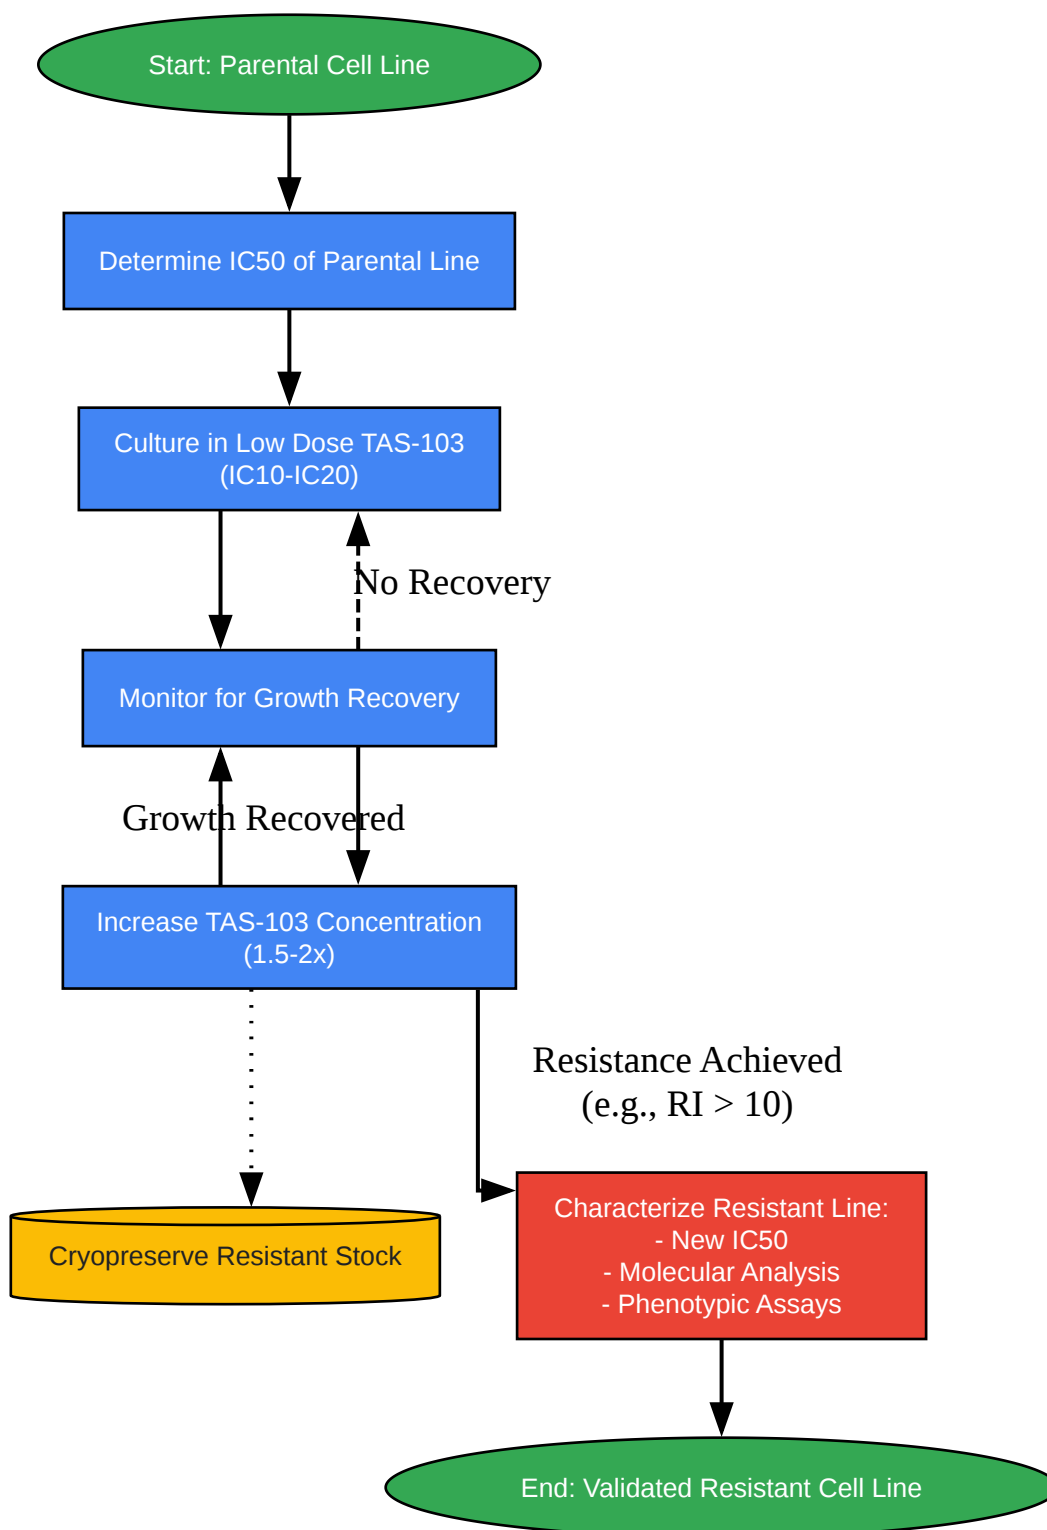 Start: Parental Cell Line
Determine IC50 of Parental Line
Culture in Low Dose TAS-103
(IC10-IC20)
No Recovery
Monitor for Growth Recovery
Growth Recovered
Increase TAS-103 Concentration
(1.5-2x)
Resistance Achieved
(e.g., RI > 10)
Cryopreserve Resistant Stock
Characterize Resistant Line:
- New IC50
- Molecular Analysis
- Phenotypic Assays
End: Validated Resistant Cell Line